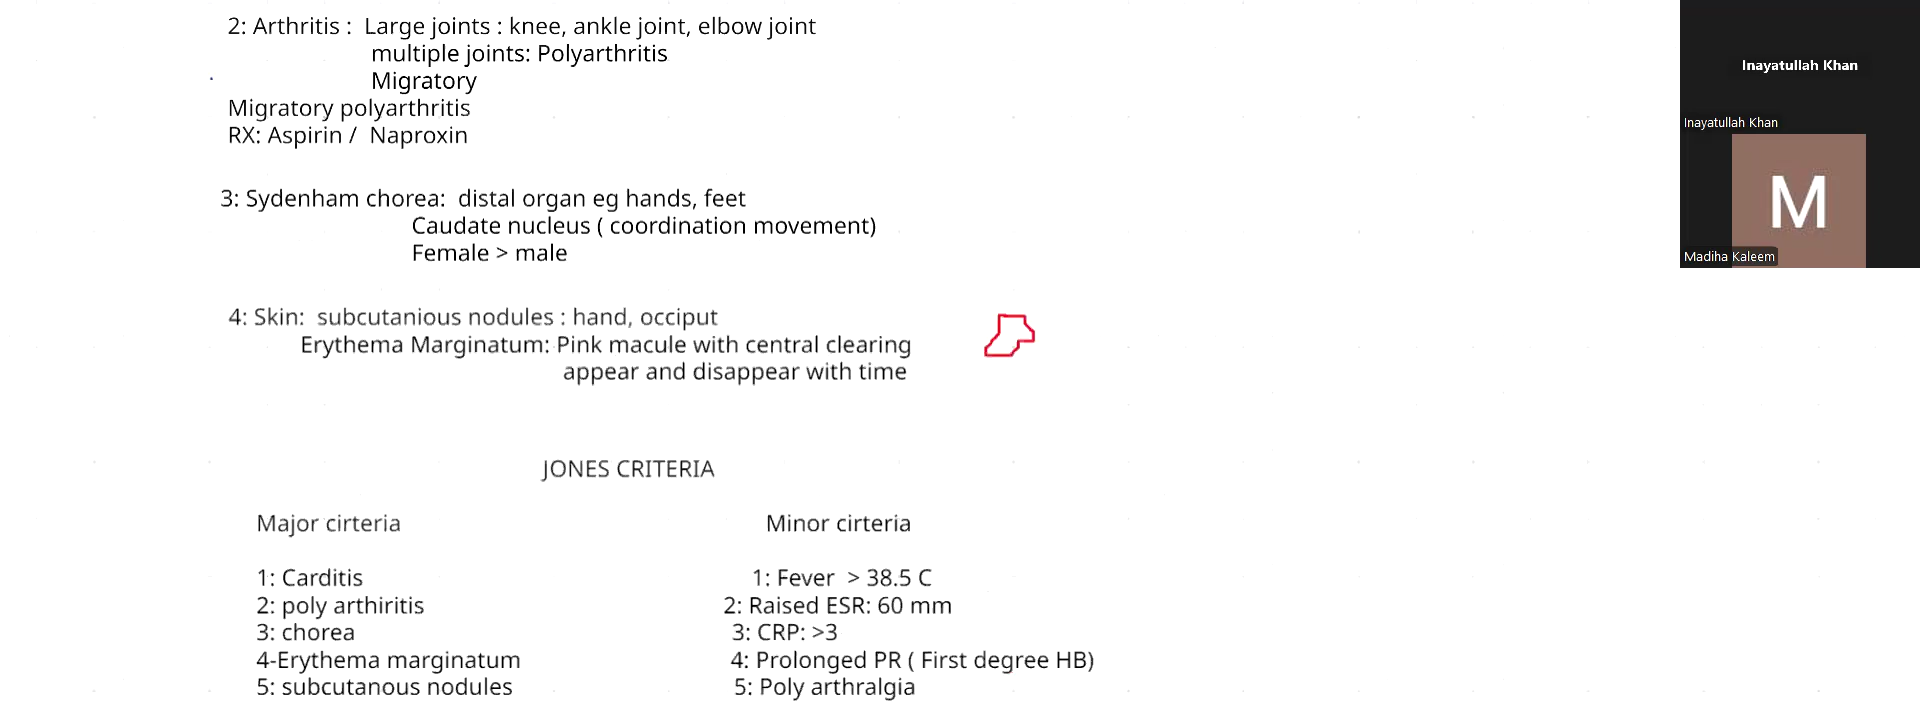 2: Arthritis : Large joints : knee, ankle joint, elbow joint
multiple joints: Polyarthritis
Migratory
Migratory polyarthritis
RX: Aspirin / Naproxin
3: Sydenham chorea: distal organ eg hands, feet
Caudate nucleus ( coordination movement)
Female > male
4: Skin: subcutanious nodules : hand, occiput
Erythema Marginatum: Pink macule with central clearing
appear and disappear with time
JONES CRITERIA
Major cirteria
1: Carditis
2: poly arthiritis
3: chorea
4-Erythema marginatum
5: subcutanous nodules
Minor cirteria
1: Fever > 38.5 C
2: Raised ESR: 60 mm
3: CRP: >3
4: Prolonged PR ( First degree HB)
5: Poly arthralgia
Inayatullah Khan
Inayatullah Khan
M
Madiha Kaleem